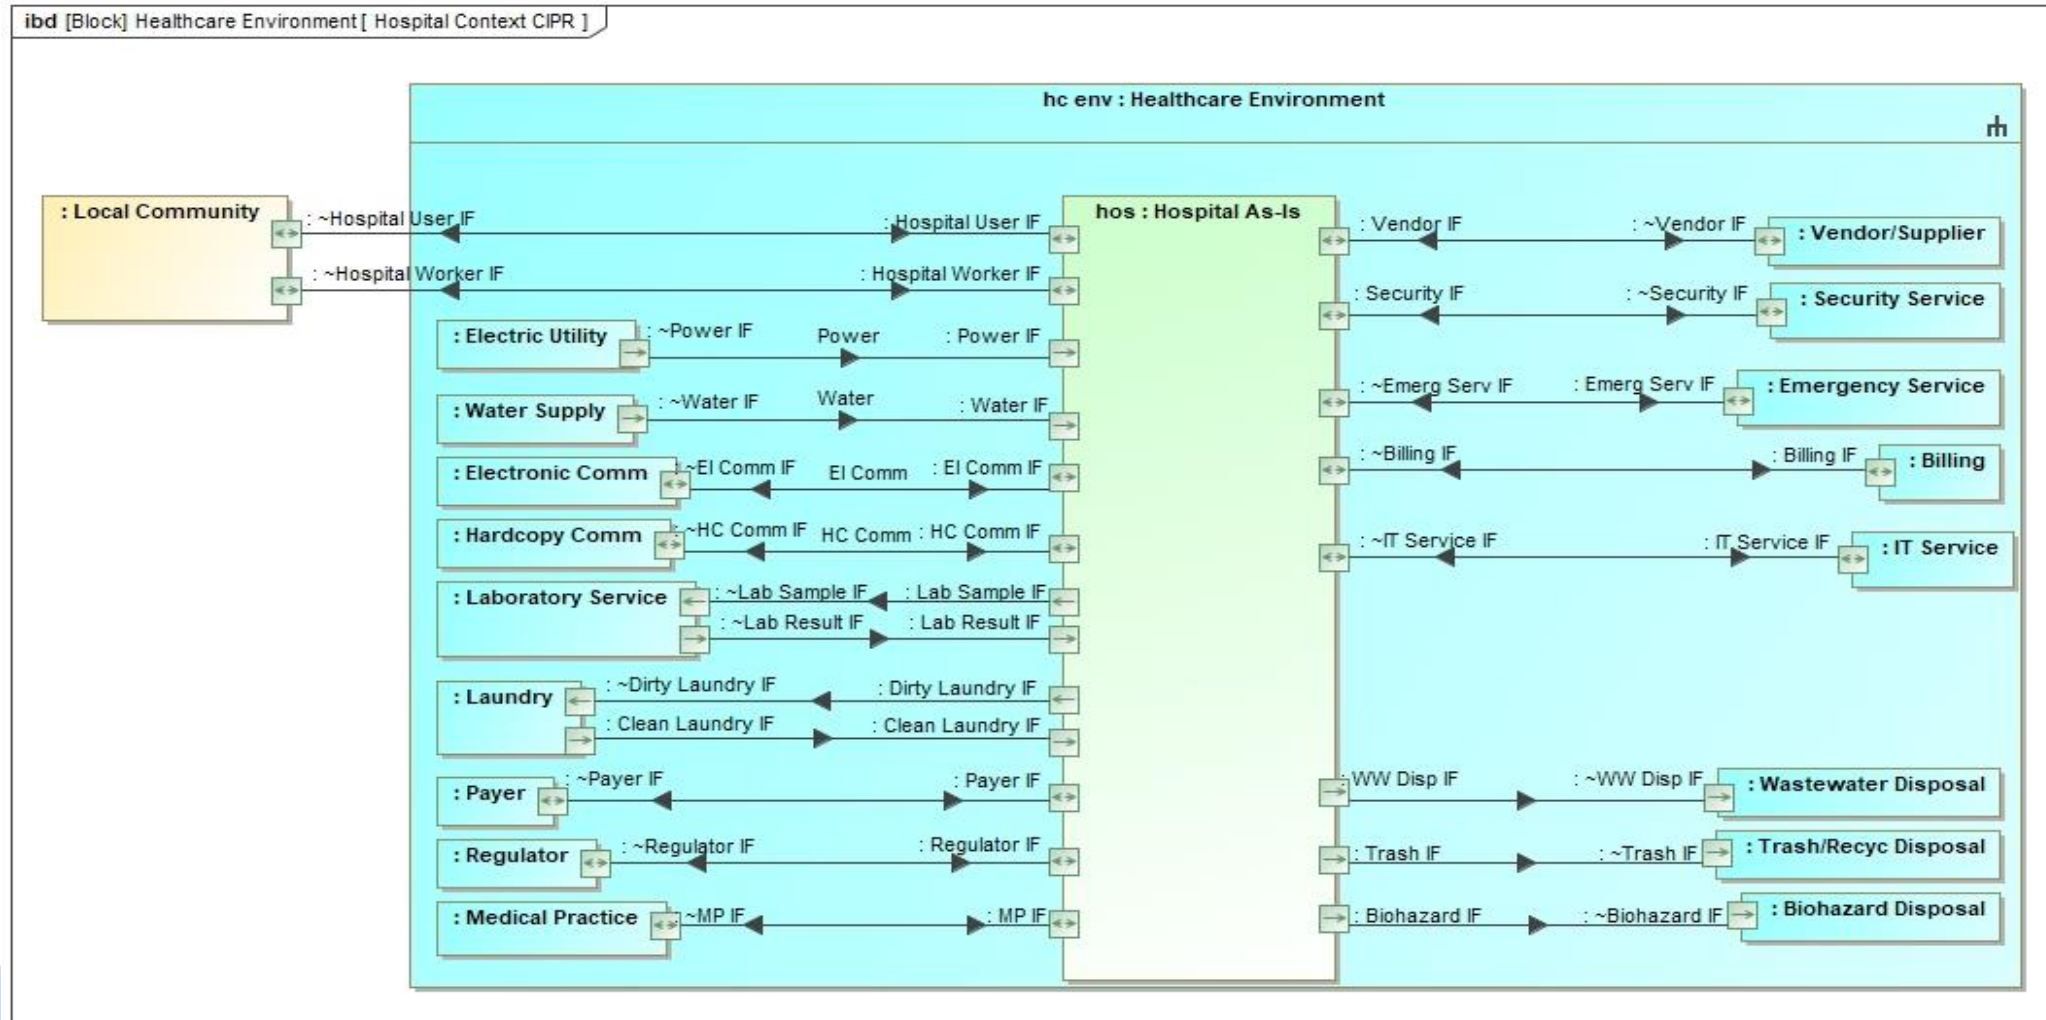 ibd [Block] Healthcare Environment [ Hospital Context CIPR ]
hc env : Healthcare Environment
: Local Community
: ~Hospital User IF
: Hospital User IF
: ~Hospital Worker IF
: Hospital Worker IF
hos : Hospital As-Is
: Electric Utility
: ~Power IF
Power
: Power IF
: Water Supply
: ~Water IF
Water
: Water IF
: Electronic Comm
: ~El Comm IF
El Comm
: El Comm IF
: Hardcopy Comm
: ~HC Comm IF
HC Comm
: HC Comm IF
: Laboratory Service
: ~Lab Sample IF
: Lab Sample IF
: ~Lab Result IF
: Lab Result IF
: Laundry
: ~Dirty Laundry IF
: Dirty Laundry IF
: Clean Laundry IF
: Clean Laundry IF
: Payer
: ~Payer IF
: Payer IF
: Regulator
: ~Regulator IF
: Regulator IF
: Medical Practice
: ~MP IF
: MP IF
: Vendor IF
: ~Vendor IF
: Vendor/Supplier
: Security IF
: ~Security IF
: Security Service
: ~Emerg Serv IF
: Emerg Serv IF
: Emergency Service
: ~Billing IF
: Billing IF
: Billing
: ~IT Service IF
: IT Service IF
: IT Service
: WW Disp IF
: ~WW Disp IF
: Wastewater Disposal
: Trash IF
: ~Trash IF
: Trash/Recyc Disposal
: Biohazard IF
: ~Biohazard IF
: Biohazard Disposal